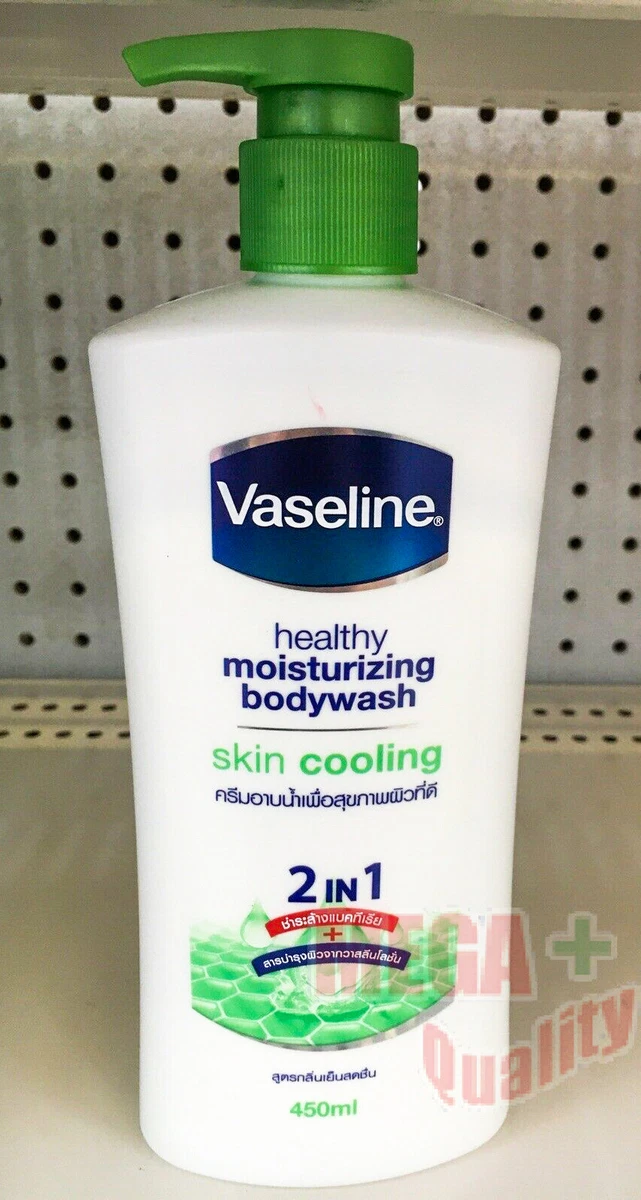 Vaseline®
healthy
moisturizing
bodywash
skin cooling
ครีมอาบน้ำเพื่อสุขภาพผิวที่ดี
2 IN 1
ชำระล้างแบคทีเรีย
+
สารบำรุงผิวจากวาสลีนโลชั่น
MEGA +
Quality
สูตรกลิ่นเย็นสดชื่น
450ml